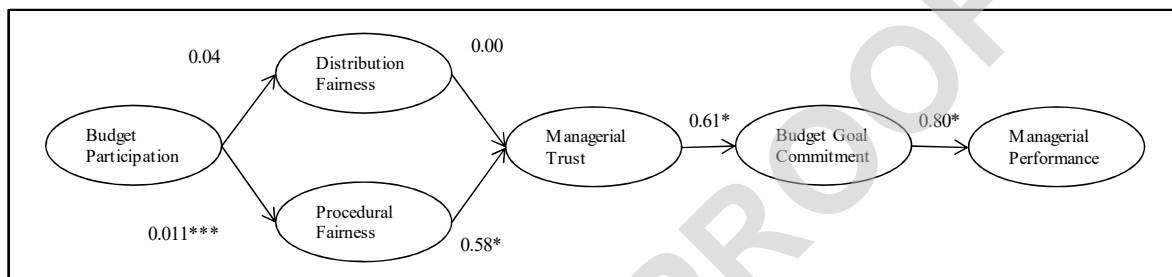 0.04
Distribution
Fairness
0.00
Budget
Participation
Managerial
Trust
0.61*
Budget Goal
Commitment
0.80*
Managerial
Performance
0.011***
Procedural
Fairness
0.58*
PROOF